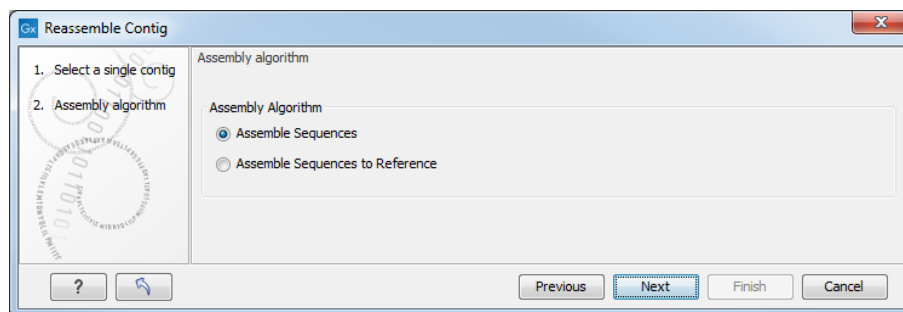 Gx Reassemble Contig
1. Select a single contig
2. Assembly algorithm
Assembly algorithm
Assembly Algorithm
Assemble Sequences
Assemble Sequences to Reference
?
Previous
Next
Finish
Cancel